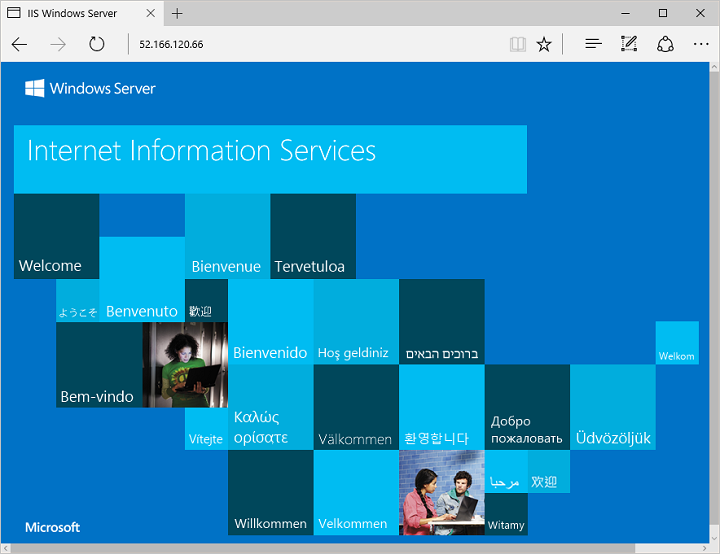 IIS Windows Server
52.166.120.66
Windows Server
Internet Information Services
Welcome
Bienvenue
Tervetuloa
ようこそ
Benvenuto
歡迎
Bienvenido
Hoş geldiniz
ברוכים הבאים
Welkom
Bem-vindo
Vítejte
Καλώς
ορίσατε
Välkommen
환영합니다
Добро
пожаловать
Üdvözöljük
Willkommen
Velkommen
مرحبا
欢迎
Witamy
Microsoft